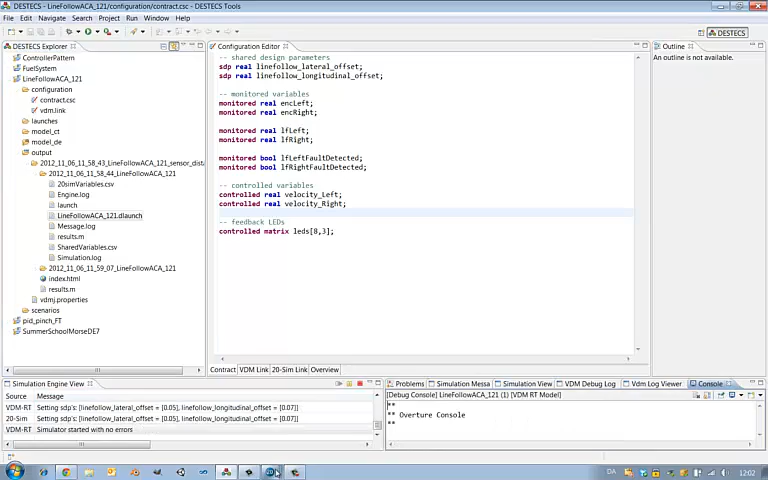 DESTECS - LineFollowACA_121/configuration/contract.csc - DESTECS Tools
File Edit Navigate Search Project Run Window Help
DESTECS
DESTECS Explorer
ControllerPattern
FuelSystem
LineFollowACA_121
configuration
contract.csc
vdm.link
launches
model_ct
model_de
output
2012_11_06_11_58_43_LineFollowACA_121_sensor_dist
2012_11_06_11_58_44_LineFollowACA_121
20simVariables.csv
Engine.log
launch
LineFollowACA_121.dlaunch
Message.log
results.m
SharedVariables.csv
Simulation.log
2012_11_06_11_59_07_LineFollowACA_121
index.html
results.m
vdmj.properties
scenarios
pid_pinch_FT
SummerSchoolMorseDE7
Configuration Editor
-- shared design parameters
sdp real linefollow_lateral_offset;
sdp real linefollow_longitudinal_offset;
-- monitored variables
monitored real encLeft;
monitored real encRight;
monitored real lfLeft;
monitored real lfRight;
monitored bool lfLeftFaultDetected;
monitored bool lfRightFaultDetected;
-- controlled variables
controlled real velocity_Left;
controlled real velocity_Right;
-- feedback LEDs
controlled matrix leds[8,3];
Contract VDM Link 20-Sim Link Overview
Outline
An outline is not available.
Simulation Engine View
Source Message
VDM-RT Setting sdp's: [linefollow_lateral_offset = [0.05], linefollow_longitudinal_offset = [0.07]]
20-Sim Setting sdp's: [linefollow_lateral_offset = [0.05], linefollow_longitudinal_offset = [0.07]]
VDM-RT Simulator started with no errors
Problems Simulation Messa Simulation View VDM Debug Log Vdm Log Viewer Console
[Debug Console] LineFollowACA_121 (1) [VDM RT Model]
**
** Overture Console
**
DA 12:02